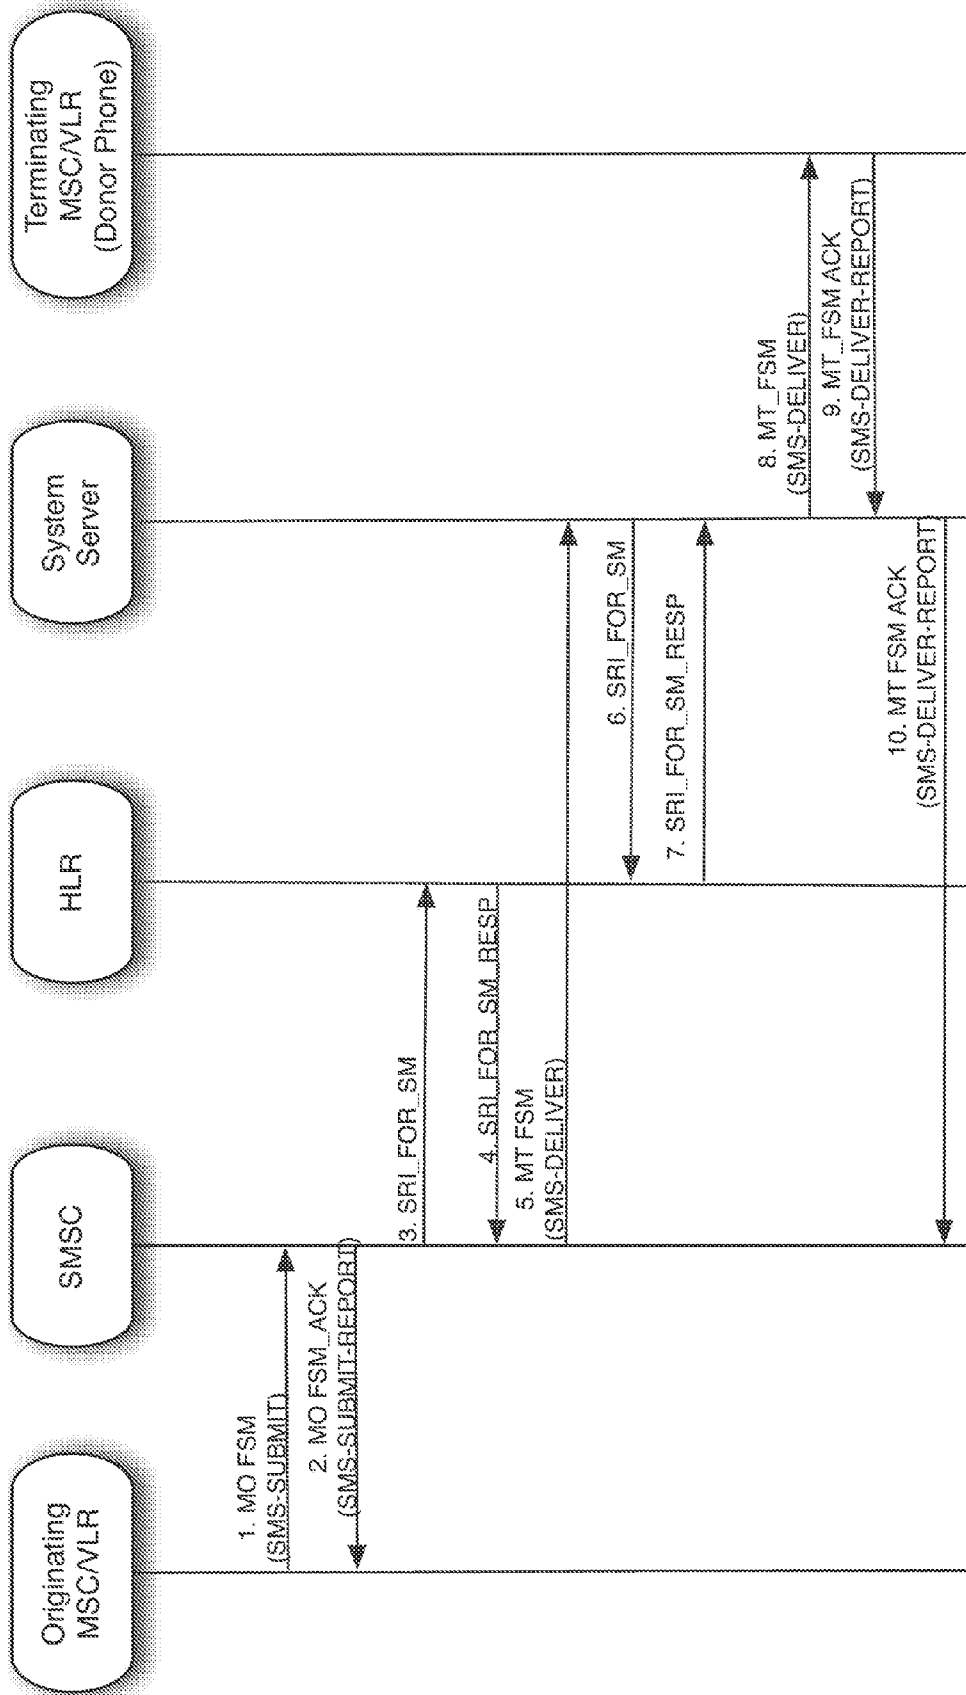 Originating
MSC/VLR
SMSC
HLR
System
Server
Terminating
MSC/VLR
(Donor Phone)
1. MO FSM
(SMS-SUBMIT)
2. MO FSM_ACK
(SMS-SUBMIT-REPORT)
3. SRI_FOR_SM
4. SRI_FOR_SM_RESP
5. MT FSM
(SMS-DELIVER)
6. SRI_FOR_SM
7. SRI_FOR_SM_RESP
8. MT_FSM
(SMS-DELIVER)
9. MT_FSM ACK
(SMS-DELIVER-REPORT)
10. MT FSM ACK
(SMS-DELIVER-REPORT)